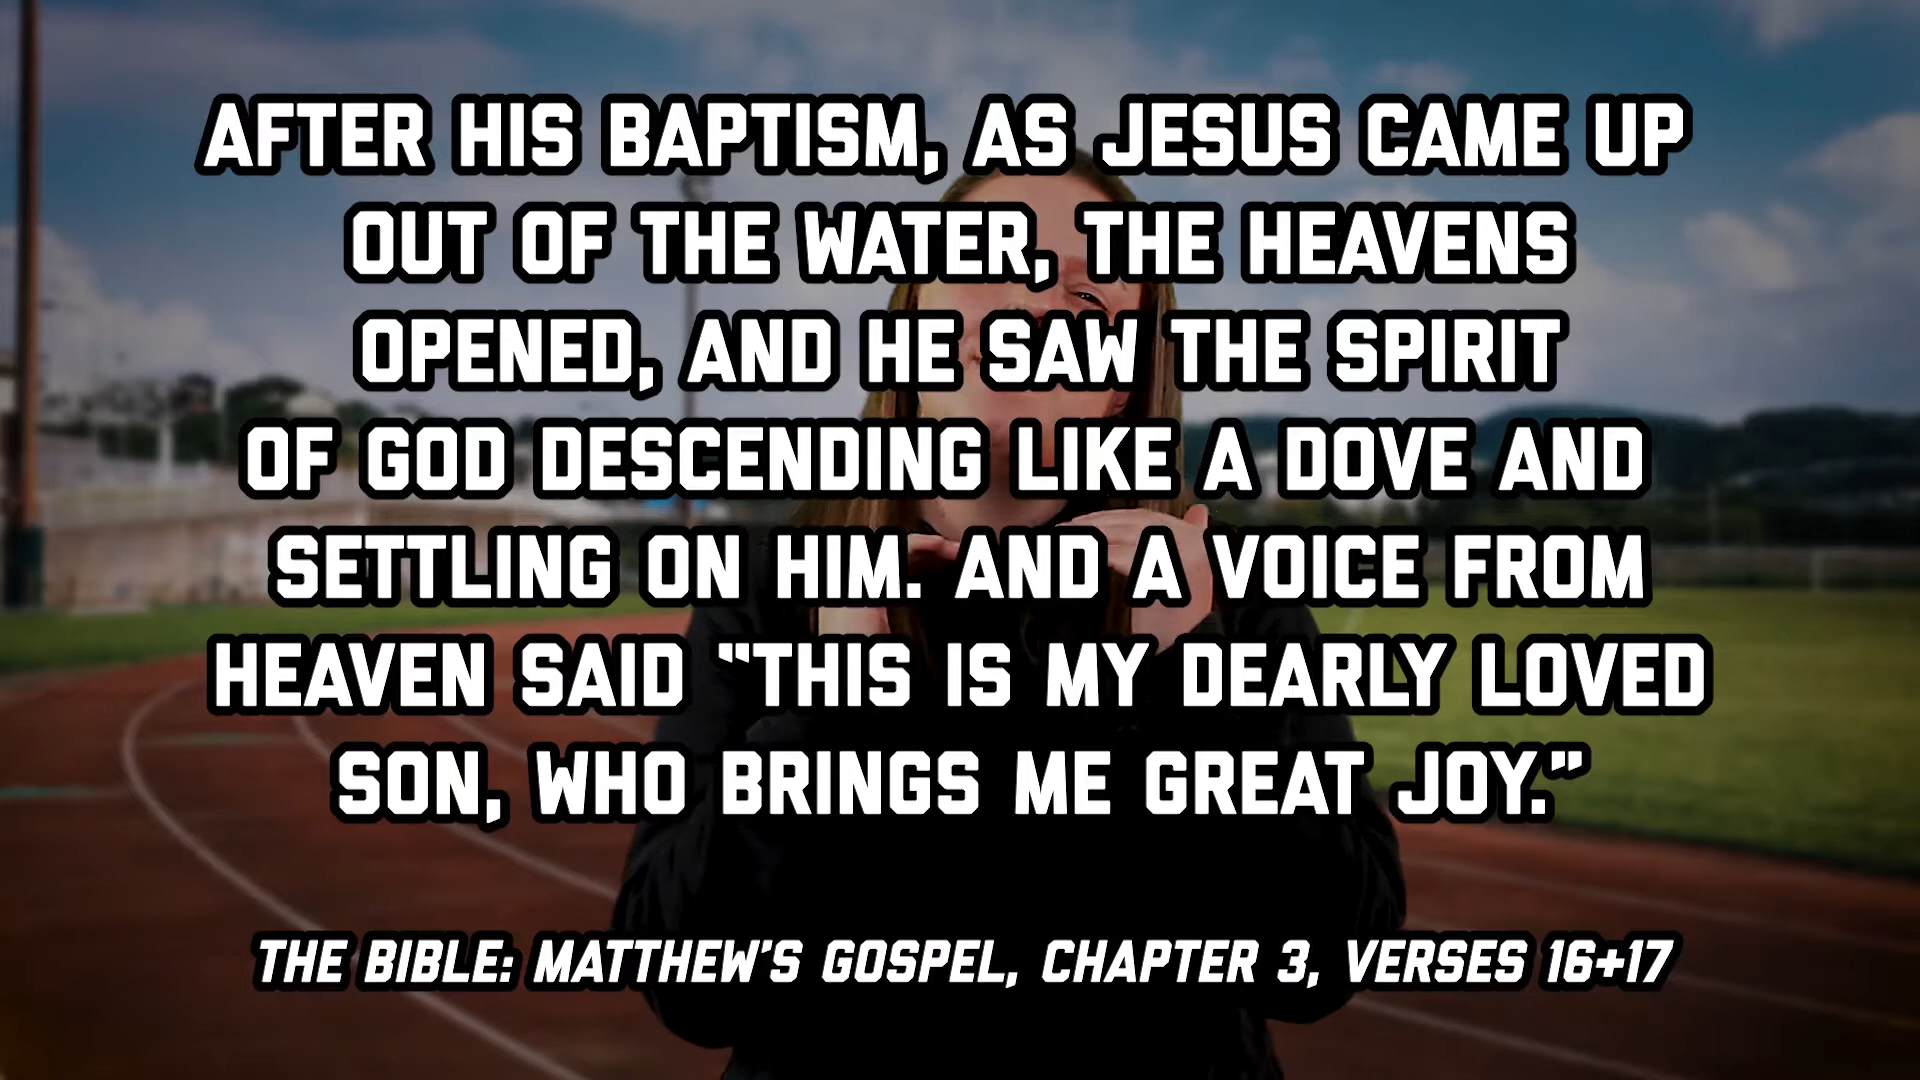 AFTER HIS BAPTISM, AS JESUS CAME UP
OUT OF THE WATER, THE HEAVENS
OPENED, AND HE SAW THE SPIRIT
OF GOD DESCENDING LIKE A DOVE AND
SETTLING ON HIM. AND A VOICE FROM
HEAVEN SAID "THIS IS MY DEARLY LOVED
SON, WHO BRINGS ME GREAT JOY."
THE BIBLE: MATTHEW'S GOSPEL, CHAPTER 3, VERSES 16+17